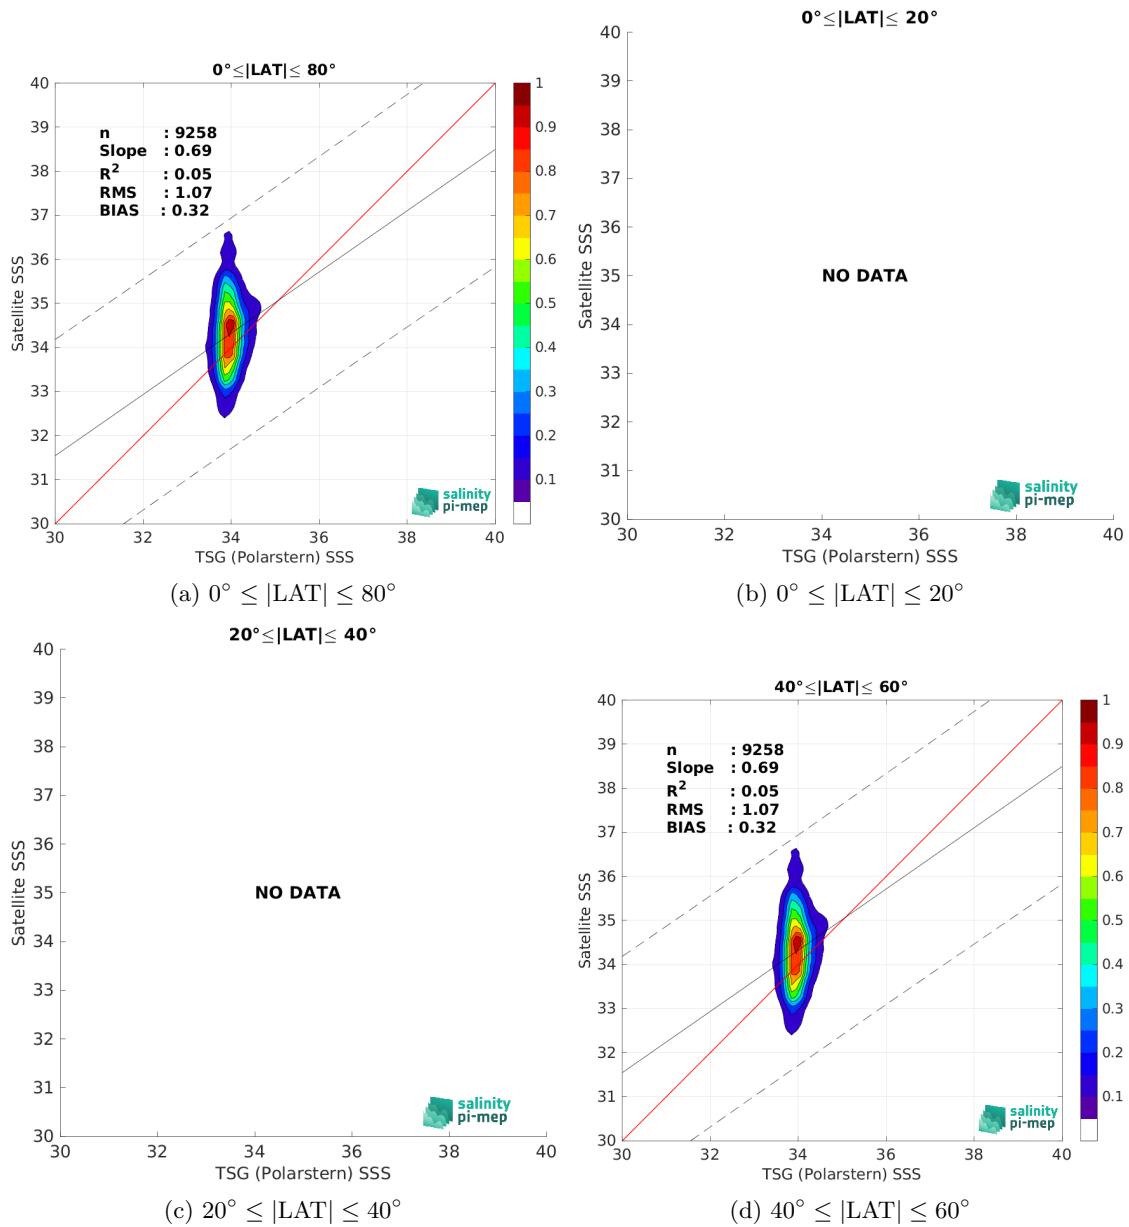 0°≤|LAT|≤ 80°
40
39
38
37
36
35
34
33
32
31
30
Satellite SSS
n : 9258
Slope : 0.69
R² : 0.05
RMS : 1.07
BIAS : 0.32
salinity
pi-mep
30 32 34 36 38 40
TSG (Polarstern) SSS
1
0.9
0.8
0.7
0.6
0.5
0.4
0.3
0.2
0.1
(a) 0° ≤ |LAT| ≤ 80°
0°≤|LAT|≤ 20°
40
39
38
37
36
35
34
33
32
31
30
Satellite SSS
NO DATA
salinity
pi-mep
30 32 34 36 38 40
TSG (Polarstern) SSS
(b) 0° ≤ |LAT| ≤ 20°
20°≤|LAT|≤ 40°
40
39
38
37
36
35
34
33
32
31
30
Satellite SSS
NO DATA
salinity
pi-mep
30 32 34 36 38 40
TSG (Polarstern) SSS
(c) 20° ≤ |LAT| ≤ 40°
40°≤|LAT|≤ 60°
40
39
38
37
36
35
34
33
32
31
30
Satellite SSS
n : 9258
Slope : 0.69
R² : 0.05
RMS : 1.07
BIAS : 0.32
salinity
pi-mep
30 32 34 36 38 40
TSG (Polarstern) SSS
1
0.9
0.8
0.7
0.6
0.5
0.4
0.3
0.2
0.1
(d) 40° ≤ |LAT| ≤ 60°